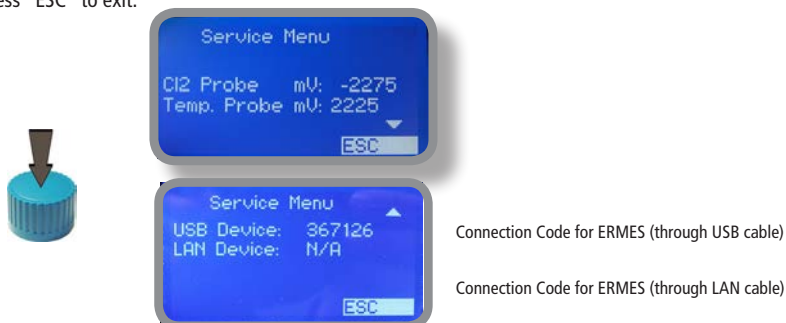 ess "ESC" to exit.
Service Menu
Cl2 Probe mV: -2275
Temp. Probe mV: 2225
ESC
Service Menu
USB Device: 367126
LAN Device: N/A
ESC
Connection Code for ERMES (through USB cable)
Connection Code for ERMES (through LAN cable)